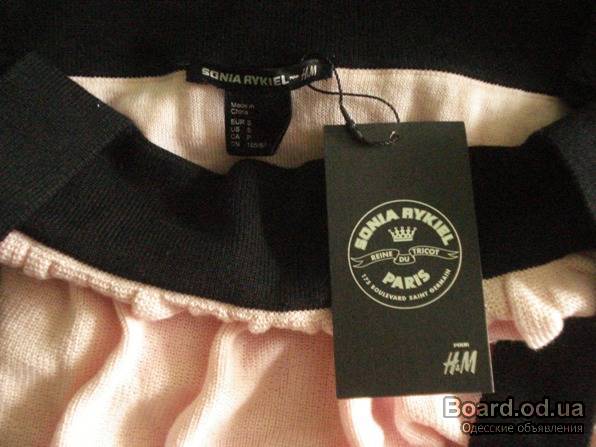 SONIA RYKIEL POUR H&M
Made in
China
EUR S
US S
CA P
SONIA RYKIEL
REINE DU TRICOT
PARIS
175 BOULEVARD SAINT GERMAIN
POUR
H&M
Board.od.ua
Одесские объявления